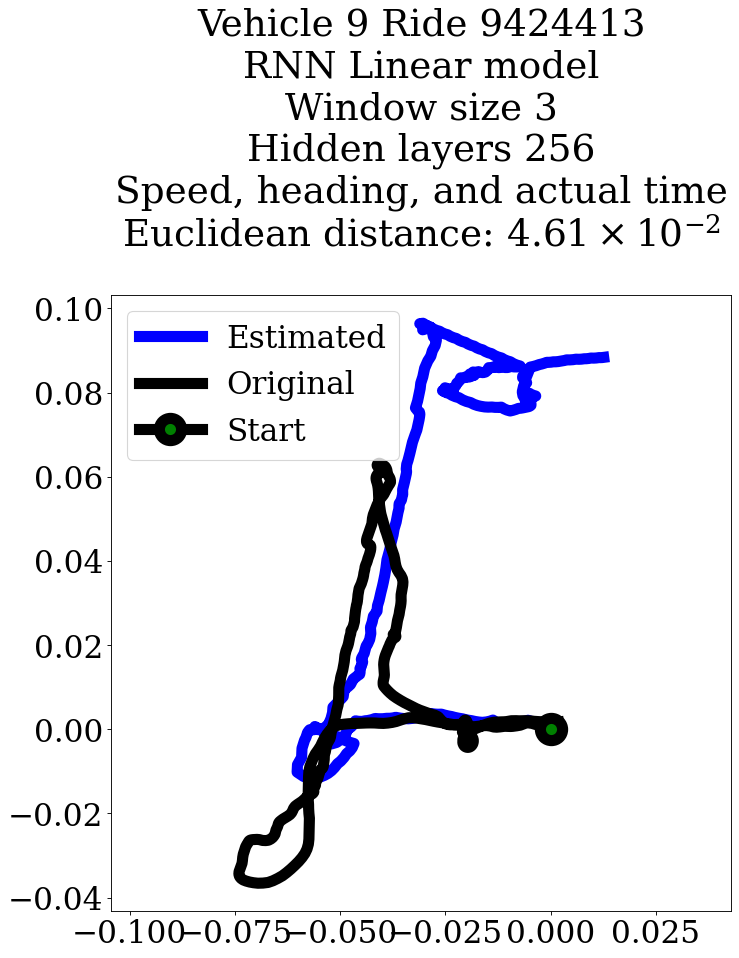 Vehicle 9 Ride 9424413
RNN Linear model
Window size 3
Hidden layers 256
Speed, heading, and actual time
Euclidean distance: 4.61 × 10⁻²
Estimated
Original
Start
0.10
0.08
0.06
0.04
0.02
0.00
−0.02
−0.04
−0.100 −0.075 −0.050 −0.025 0.000 0.025